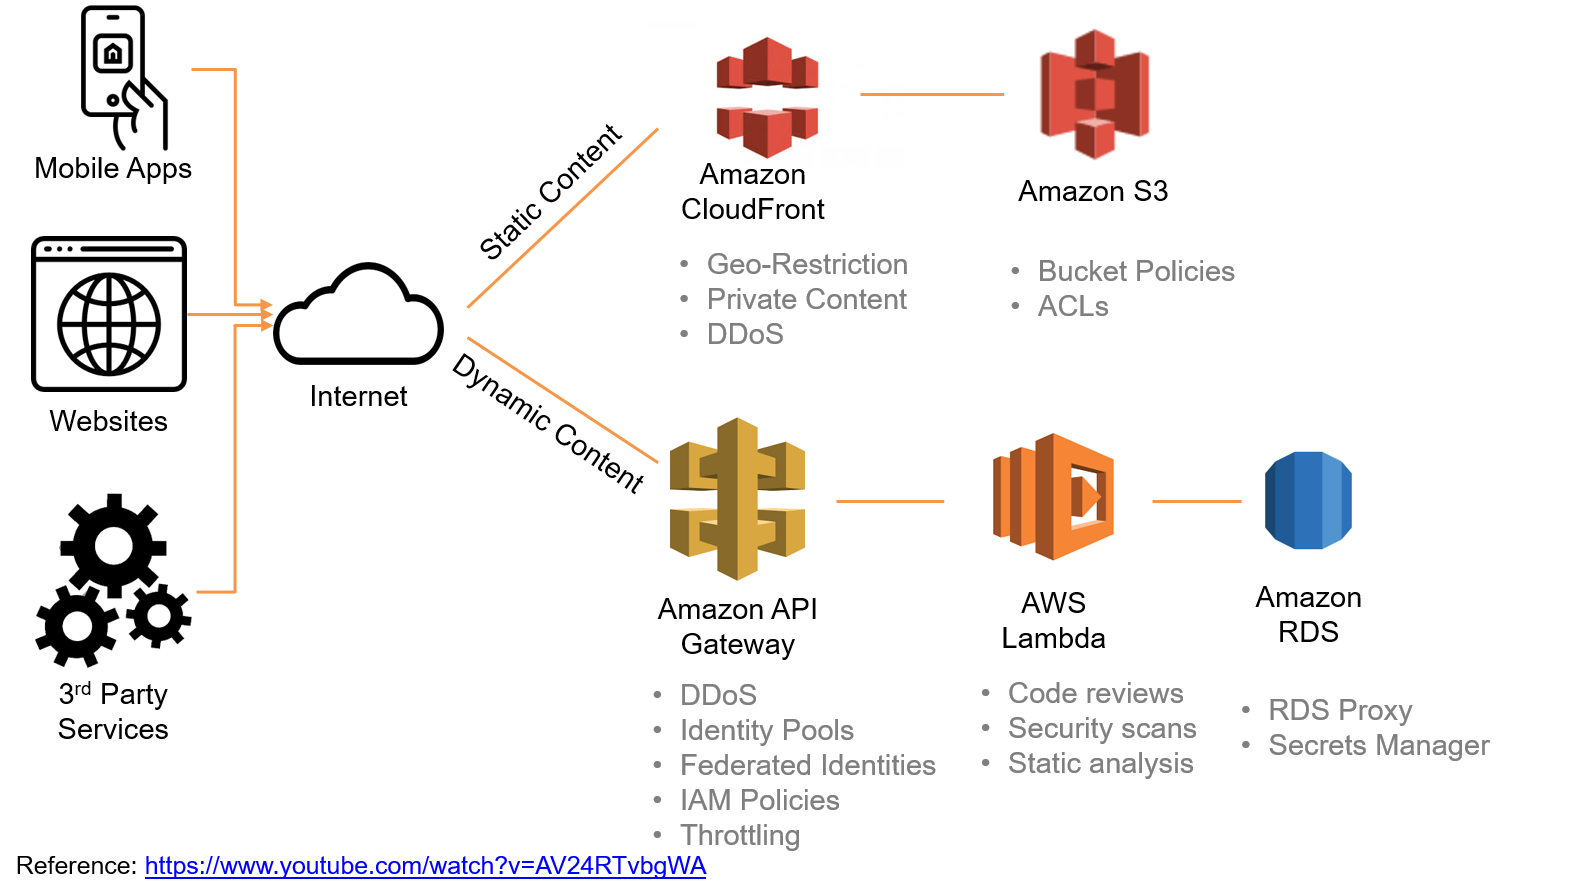 Mobile Apps
Websites
3rd Party
Services
Internet
Static Content
Dynamic Content
Amazon
CloudFront
• Geo-Restriction
• Private Content
• DDoS
Amazon S3
• Bucket Policies
• ACLs
Amazon API
Gateway
• DDoS
• Identity Pools
• Federated Identities
• IAM Policies
• Throttling
AWS
Lambda
• Code reviews
• Security scans
• Static analysis
Amazon
RDS
• RDS Proxy
• Secrets Manager
Reference: https://www.youtube.com/watch?v=AV24RTvbgWA